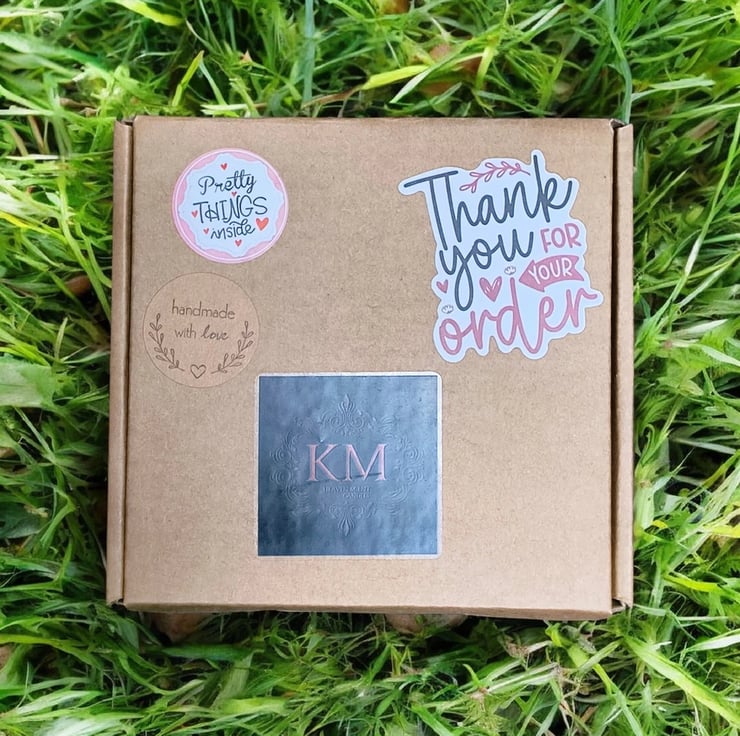 Pretty
THINGS
inside
handmade
with love
Thank
you FOR
YOUR
order
KM